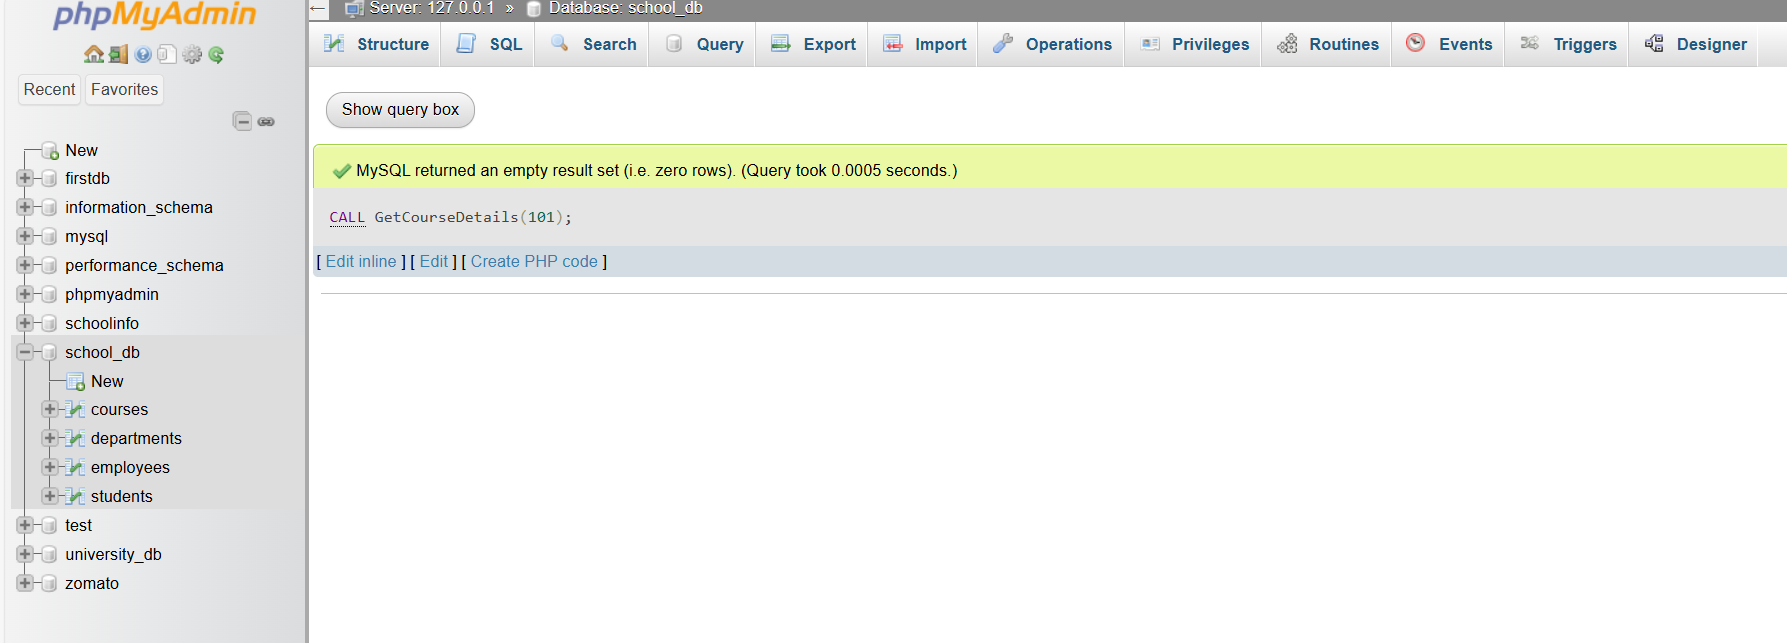 phpMyAdmin
Recent Favorites
New
firstdb
information_schema
mysql
performance_schema
phpmyadmin
schoolinfo
school_db
New
courses
departments
employees
students
test
university_db
zomato
Server: 127.0.0.1 » Database: school_db
Structure SQL Search Query Export Import Operations Privileges Routines Events Triggers Designer
Show query box
MySQL returned an empty result set (i.e. zero rows). (Query took 0.0005 seconds.)
CALL GetCourseDetails(101);
[ Edit inline ] [ Edit ] [ Create PHP code ]